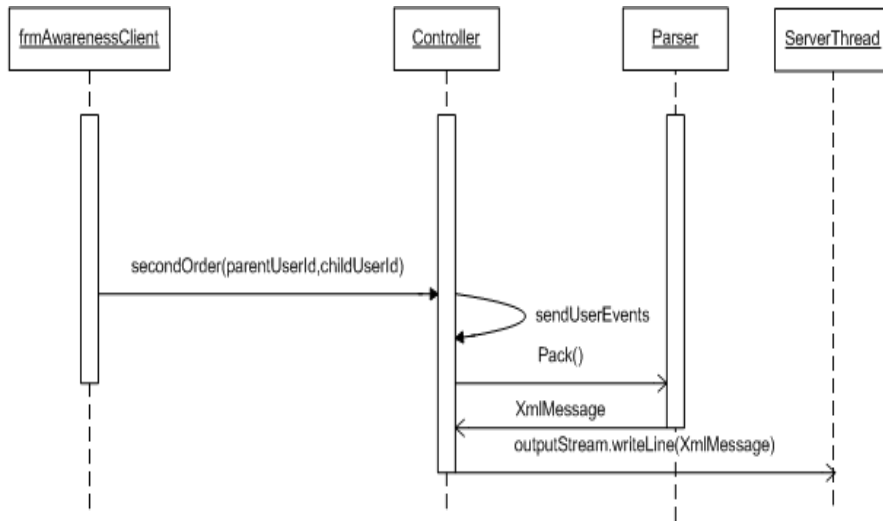 frmAwarenessClient
Controller
Parser
ServerThread
secondOrder(parentUserId,childUserId)
sendUserEvents
Pack()
XmlMessage
outputStream.writeLine(XmlMessage)